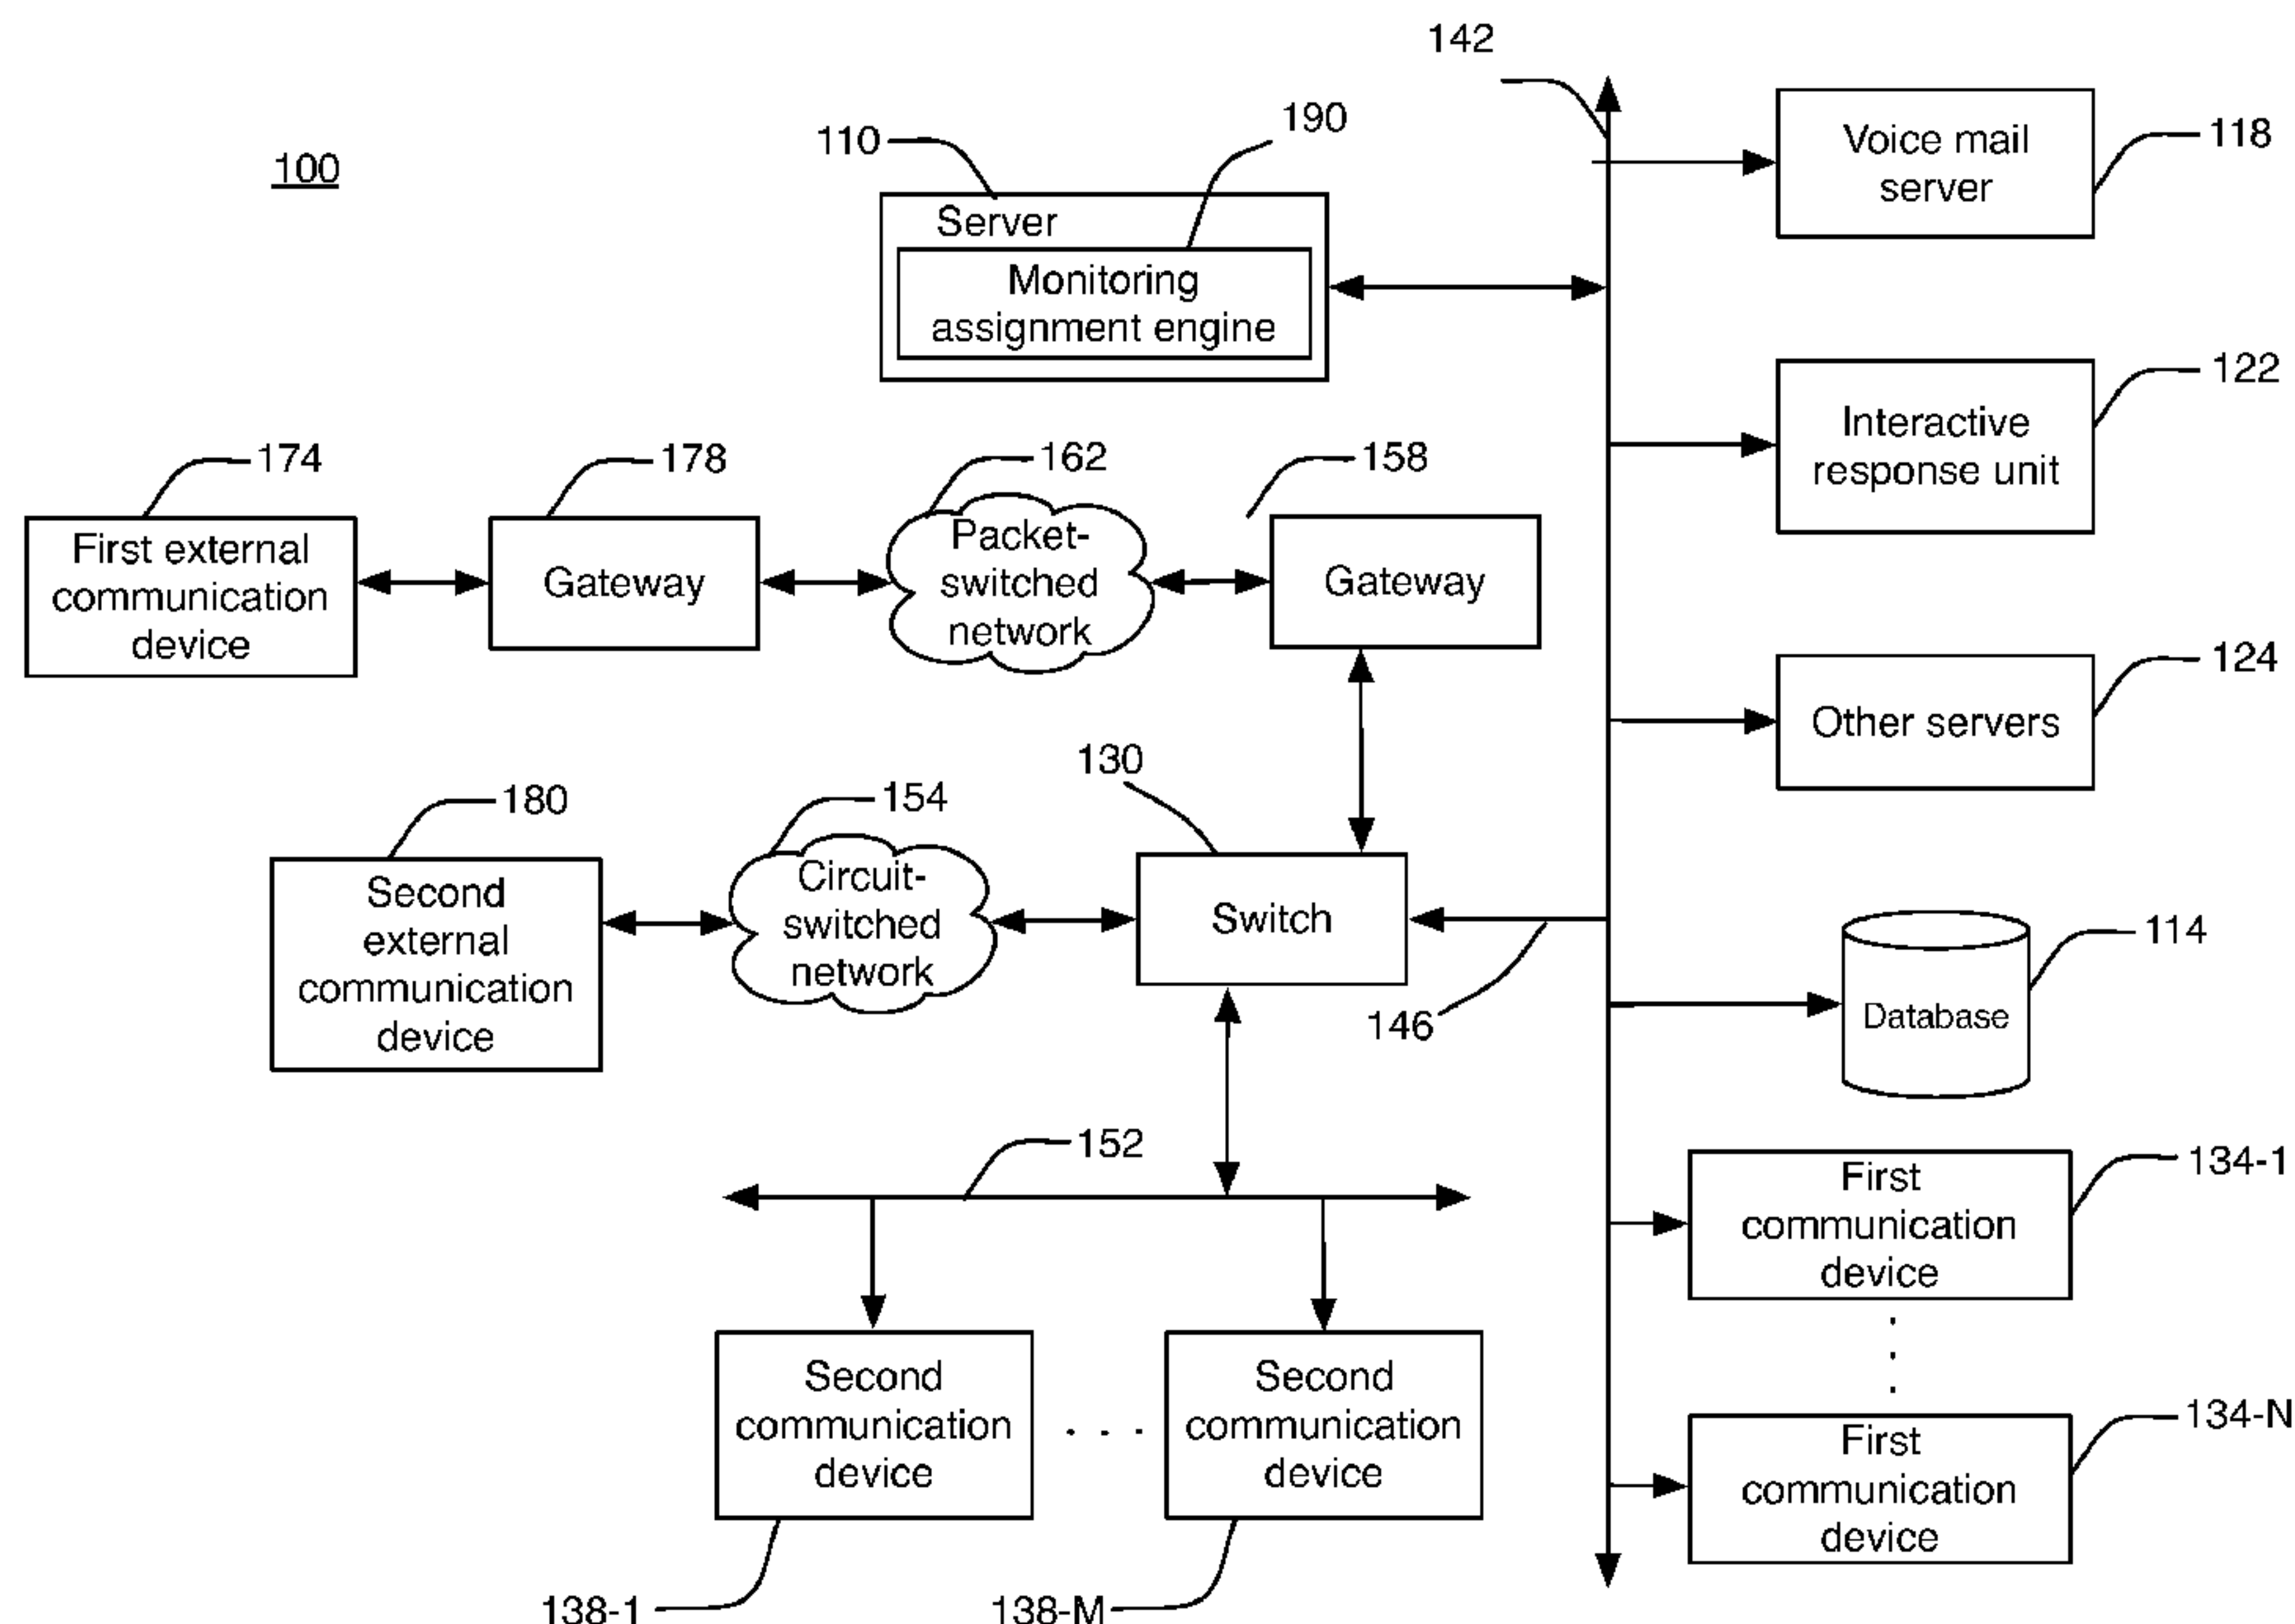 142
190
110
118
100
Voice mail
server
Server
Monitoring
assignment engine
122
Interactive
response unit
174
178
162
158
First external
communication
device
Gateway
Packet-
switched
network
Gateway
124
Other servers
130
180
154
Second
external
communication
device
Circuit-
switched
network
Switch
146
114
Database
152
134-1
First
communication
device
.
.
.
134-N
First
communication
device
Second
communication
device
. . .
Second
communication
device
138-1
138-M